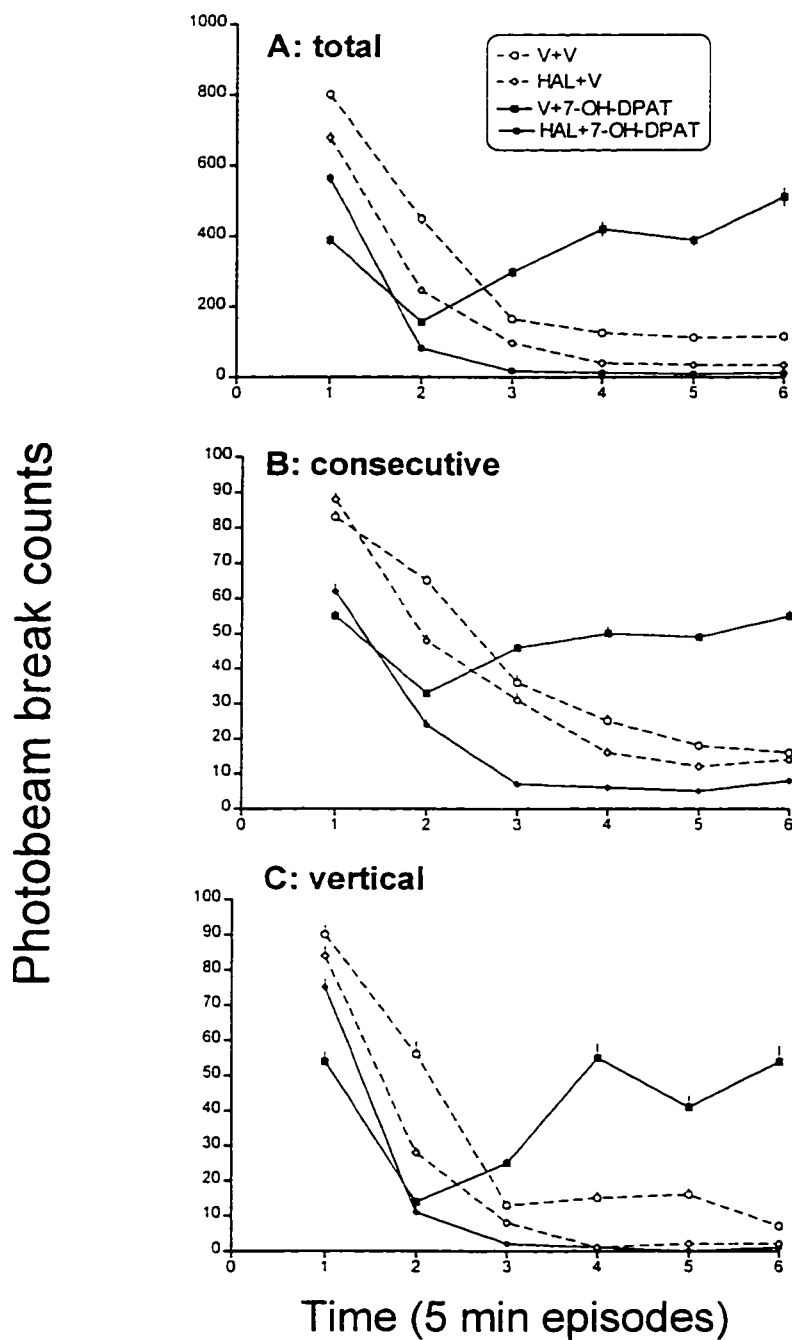 Photobeam break counts
A: total
V+V
HAL+V
V+7-OH-DPAT
HAL+7-OH-DPAT
1000
800
600
400
200
0
0 1 2 3 4 5 6
B: consecutive
100
90
80
70
60
50
40
30
20
10
0
0 1 2 3 4 5 6
C: vertical
100
90
80
70
60
50
40
30
20
10
0
0 1 2 3 4 5 6
Time (5 min episodes)